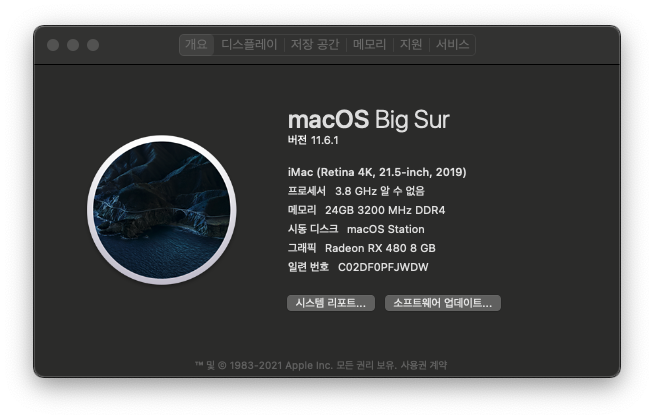 개요 디스플레이 저장 공간 메모리 지원 서비스
macOS Big Sur
버전 11.6.1
iMac (Retina 4K, 21.5-inch, 2019)
프로세서 3.8 GHz 알 수 없음
메모리 24GB 3200 MHz DDR4
시동 디스크 macOS Station
그래픽 Radeon RX 480 8 GB
일련 번호 C02DF0PFJWDW
시스템 리포트... 소프트웨어 업데이트...
™ 및 © 1983-2021 Apple Inc. 모든 권리 보유. 사용권 계약